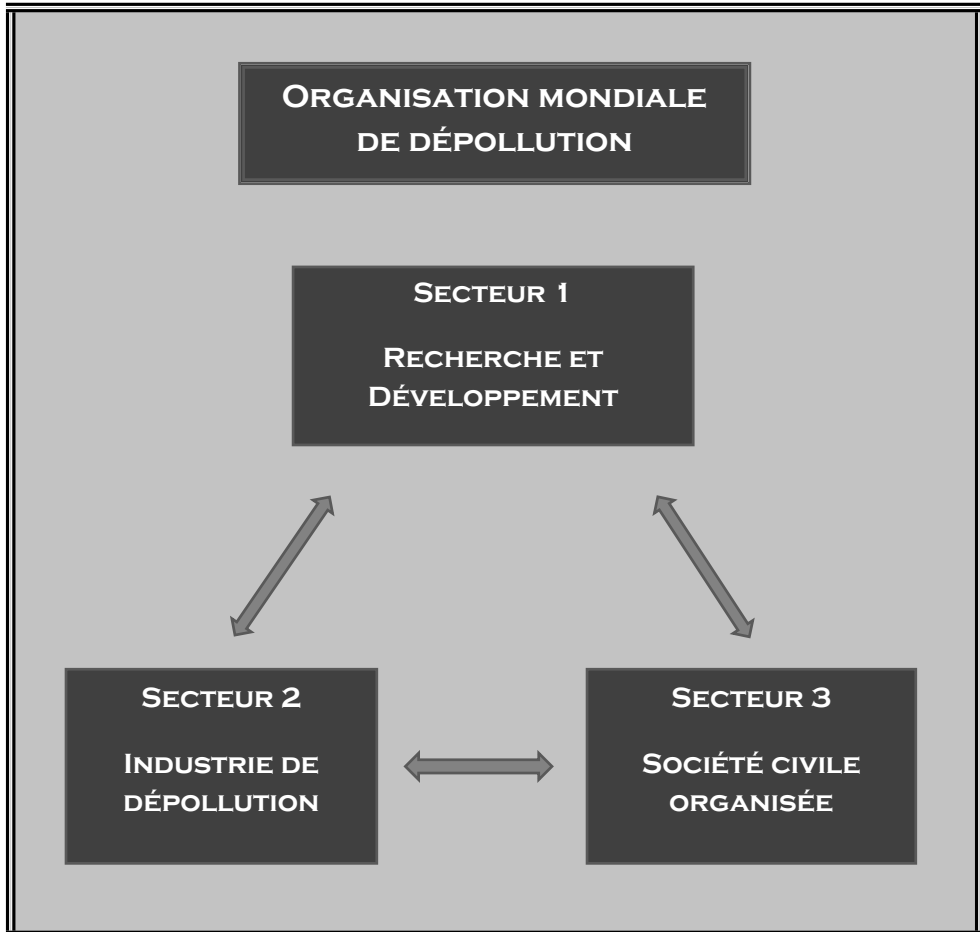 ORGANISATION MONDIALE
DE DÉPOLLUTION
SECTEUR 1
RECHERCHE ET
DÉVELOPPEMENT
SECTEUR 2
INDUSTRIE DE
DÉPOLLUTION
SECTEUR 3
SOCIÉTÉ CIVILE
ORGANISÉE